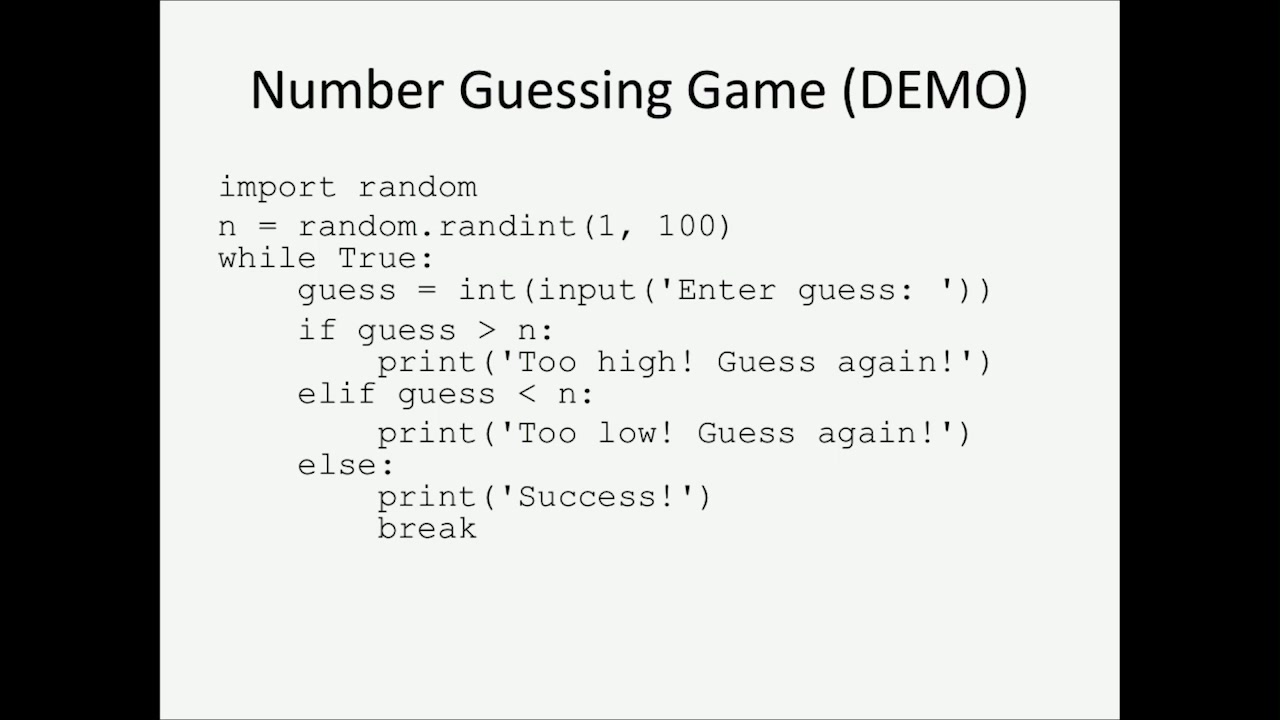 Number Guessing Game (DEMO)
import random
n = random.randint(1, 100)
while True:
    guess = int(input('Enter guess: '))
    if guess > n:
        print('Too high! Guess again!')
    elif guess < n:
        print('Too low! Guess again!')
    else:
        print('Success!')
        break